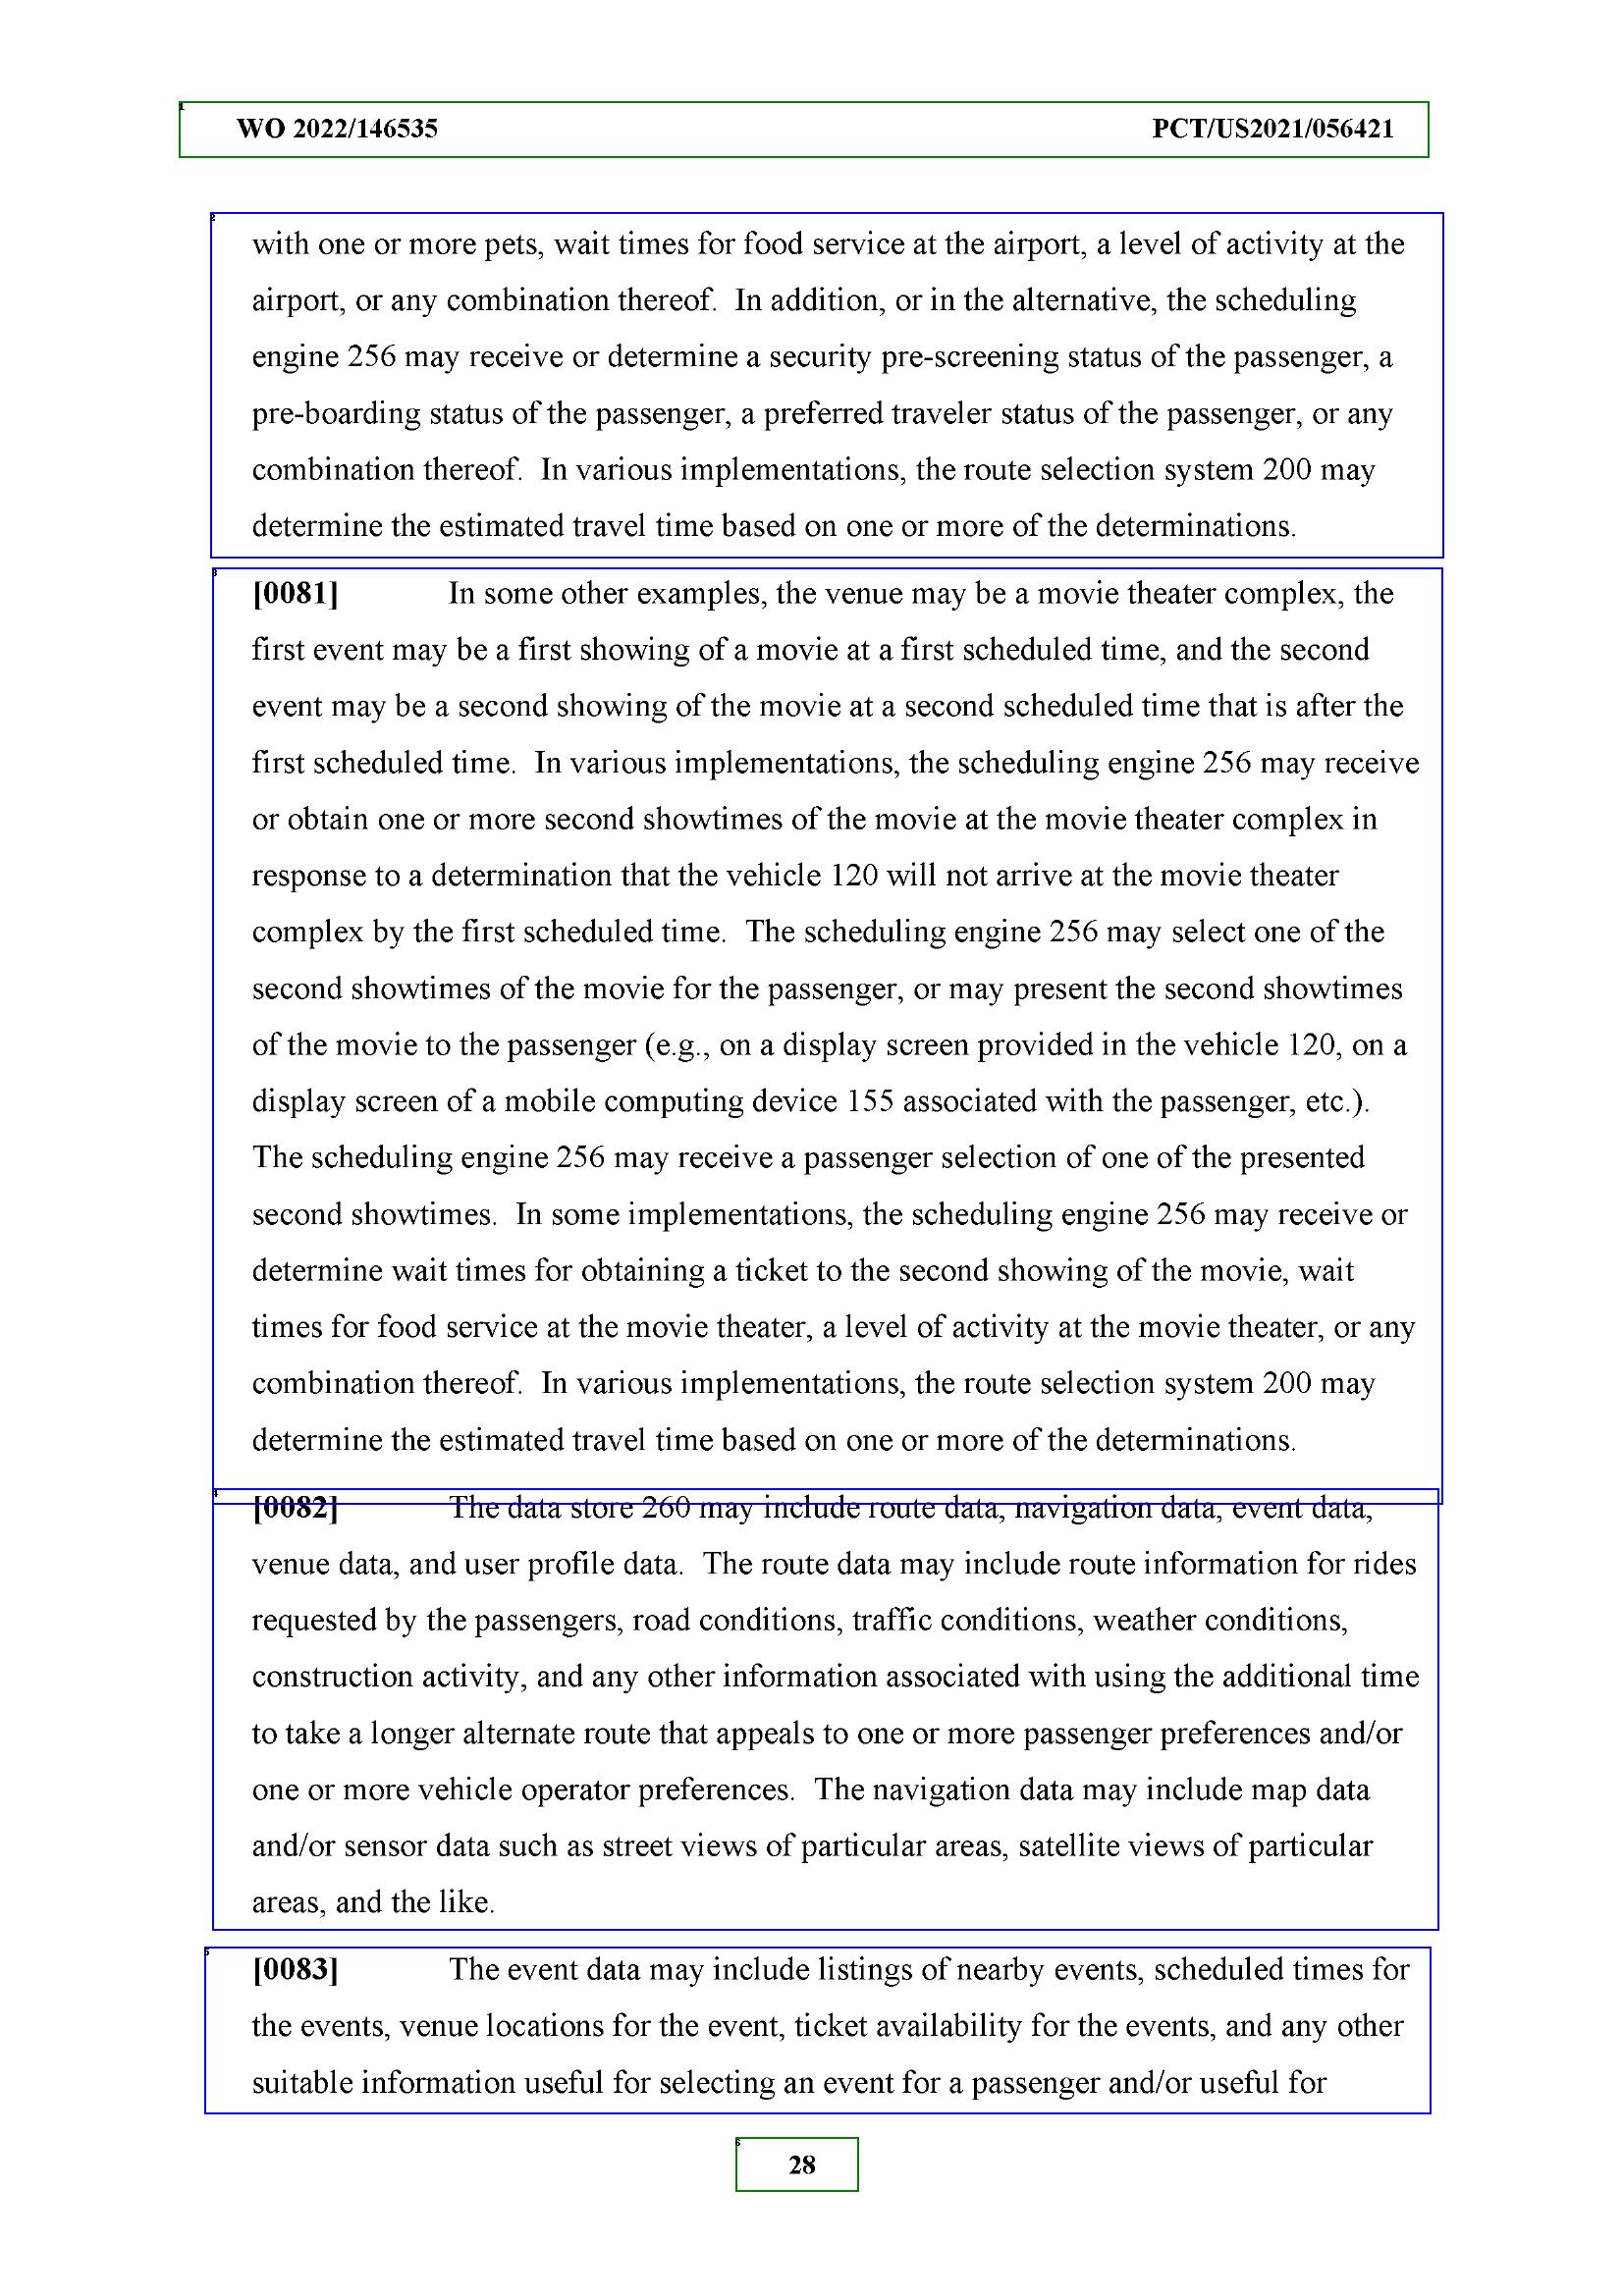 WO 2022/146535 PCT/US2021/056421
with one or more pets, wait times for food service at the airport, a level of activity at the
airport, or any combination thereof.  In addition, or in the alternative, the scheduling
engine 256 may receive or determine a security pre-screening status of the passenger, a
pre-boarding status of the passenger, a preferred traveler status of the passenger, or any
combination thereof.  In various implementations, the route selection system 200 may
determine the estimated travel time based on one or more of the determinations.
[0081] In some other examples, the venue may be a movie theater complex, the
first event may be a first showing of a movie at a first scheduled time, and the second
event may be a second showing of the movie at a second scheduled time that is after the
first scheduled time.  In various implementations, the scheduling engine 256 may receive
or obtain one or more second showtimes of the movie at the movie theater complex in
response to a determination that the vehicle 120 will not arrive at the movie theater
complex by the first scheduled time.  The scheduling engine 256 may select one of the
second showtimes of the movie for the passenger, or may present the second showtimes
of the movie to the passenger (e.g., on a display screen provided in the vehicle 120, on a
display screen of a mobile computing device 155 associated with the passenger, etc.).
The scheduling engine 256 may receive a passenger selection of one of the presented
second showtimes.  In some implementations, the scheduling engine 256 may receive or
determine wait times for obtaining a ticket to the second showing of the movie, wait
times for food service at the movie theater, a level of activity at the movie theater, or any
combination thereof.  In various implementations, the route selection system 200 may
determine the estimated travel time based on one or more of the determinations.
[0082] The data store 260 may include route data, navigation data, event data,
venue data, and user profile data.  The route data may include route information for rides
requested by the passengers, road conditions, traffic conditions, weather conditions,
construction activity, and any other information associated with using the additional time
to take a longer alternate route that appeals to one or more passenger preferences and/or
one or more vehicle operator preferences.  The navigation data may include map data
and/or sensor data such as street views of particular areas, satellite views of particular
areas, and the like.
[0083] The event data may include listings of nearby events, scheduled times for
the events, venue locations for the event, ticket availability for the events, and any other
suitable information useful for selecting an event for a passenger and/or useful for
28